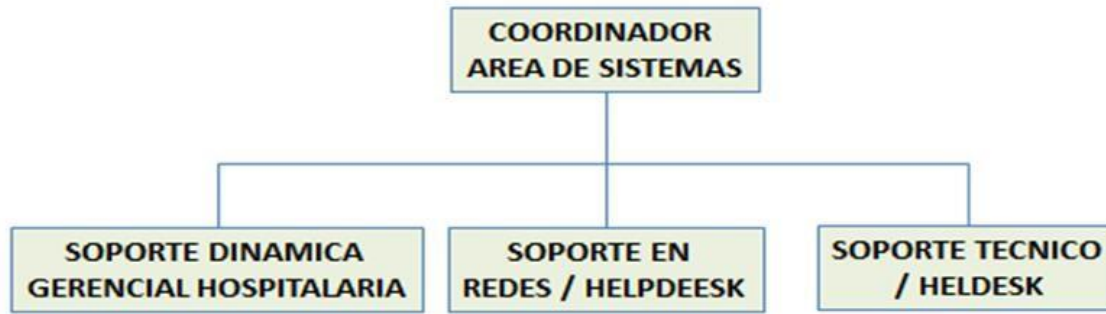 COORDINADOR
AREA DE SISTEMAS
SOPORTE DINAMICA
GERENCIAL HOSPITALARIA
SOPORTE EN
REDES / HELPDEESK
SOPORTE TECNICO
/ HELDESK